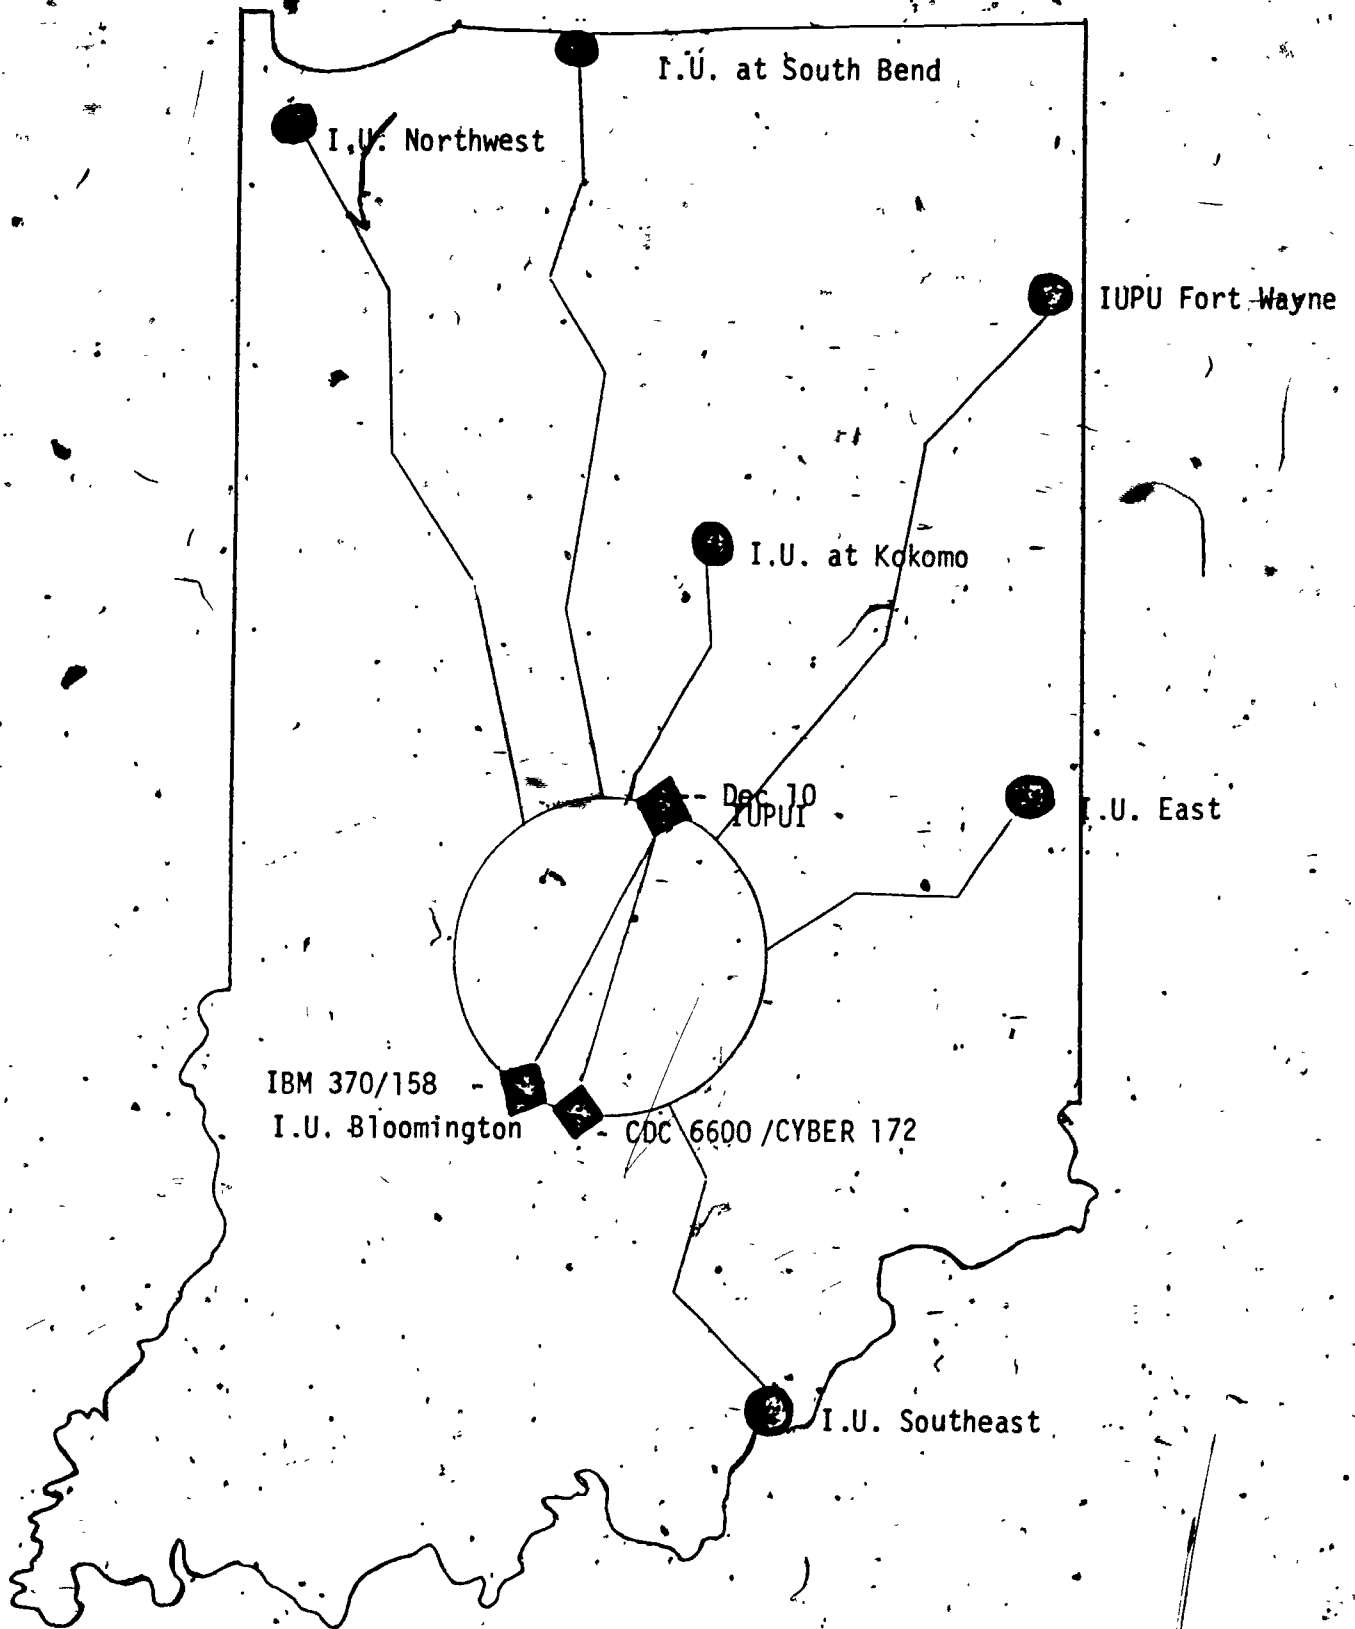 I.U. at South Bend
I.U. Northwest
IUPU Fort Wayne
I.U. at Kokomo
Dec 10
IUPUI
I.U. East
IBM 370/158
I.U. Bloomington
CDC 6600/CYBER 172
I.U. Southeast